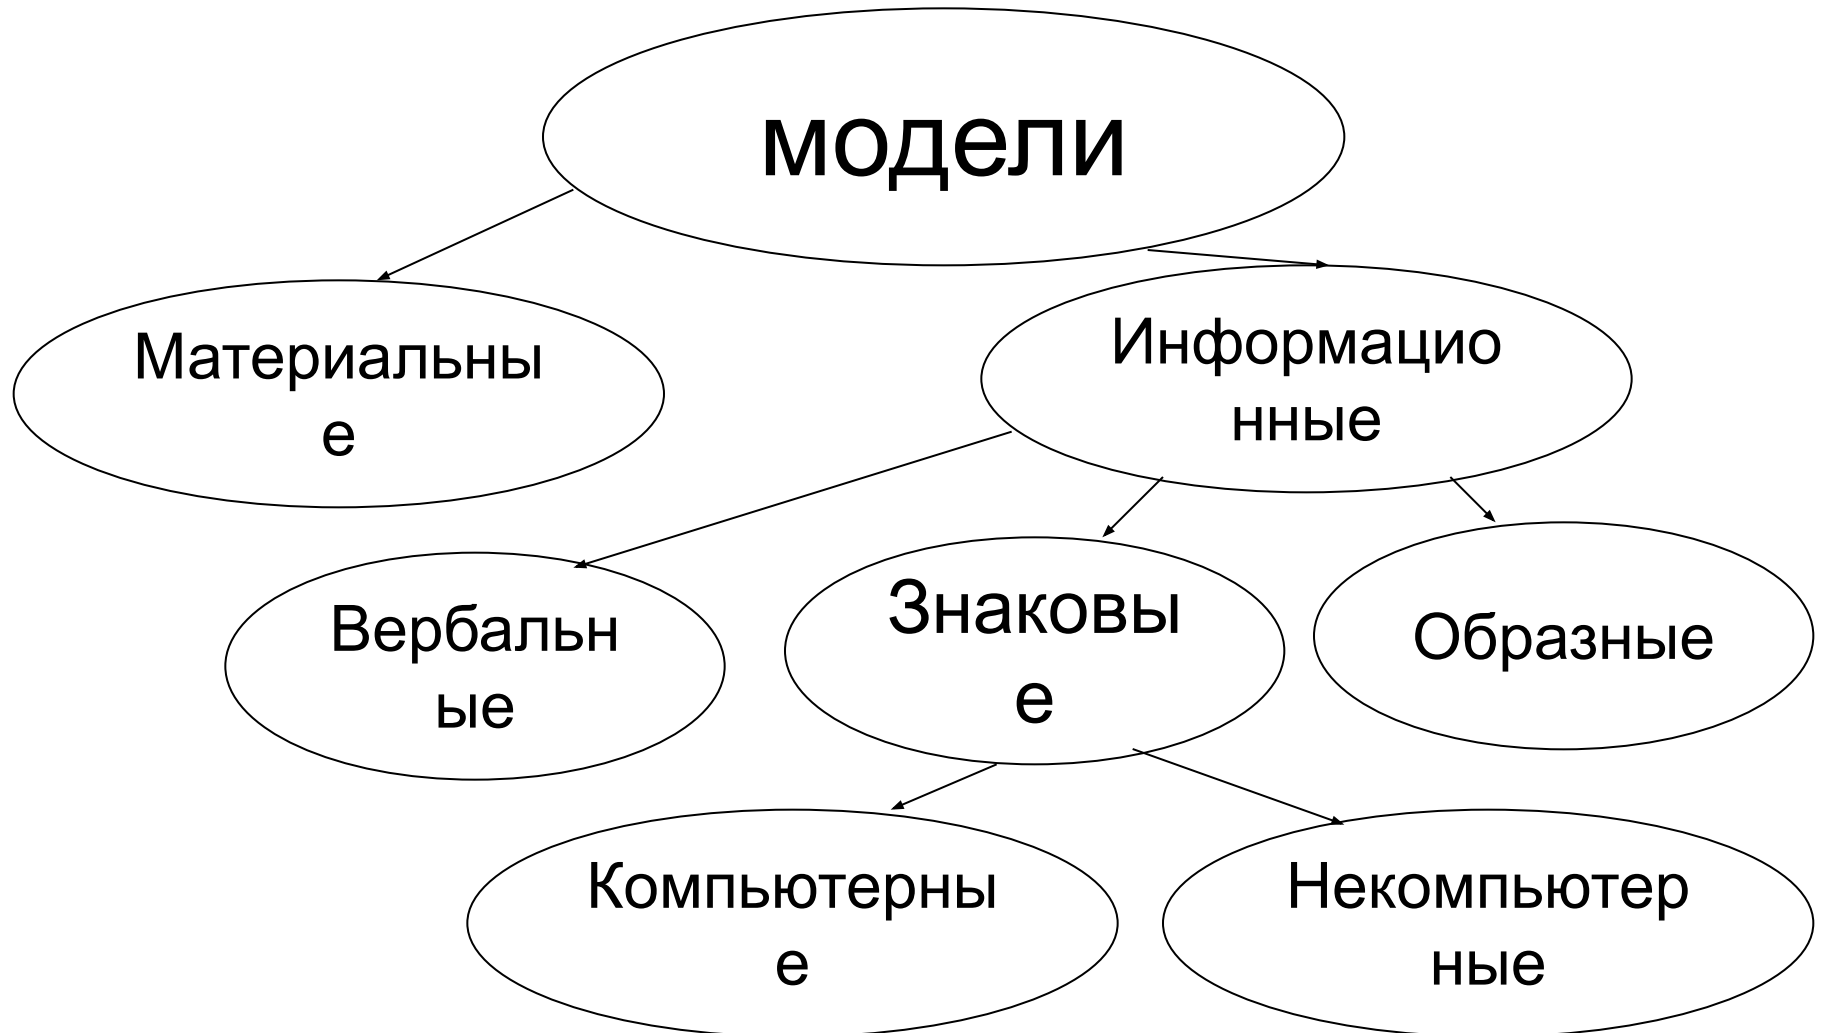 модели
Материальны
е
Информацио
нные
Вербальн
ые
Знаковы
е
Образные
Компьютерны
е
Некомпьютер
ные